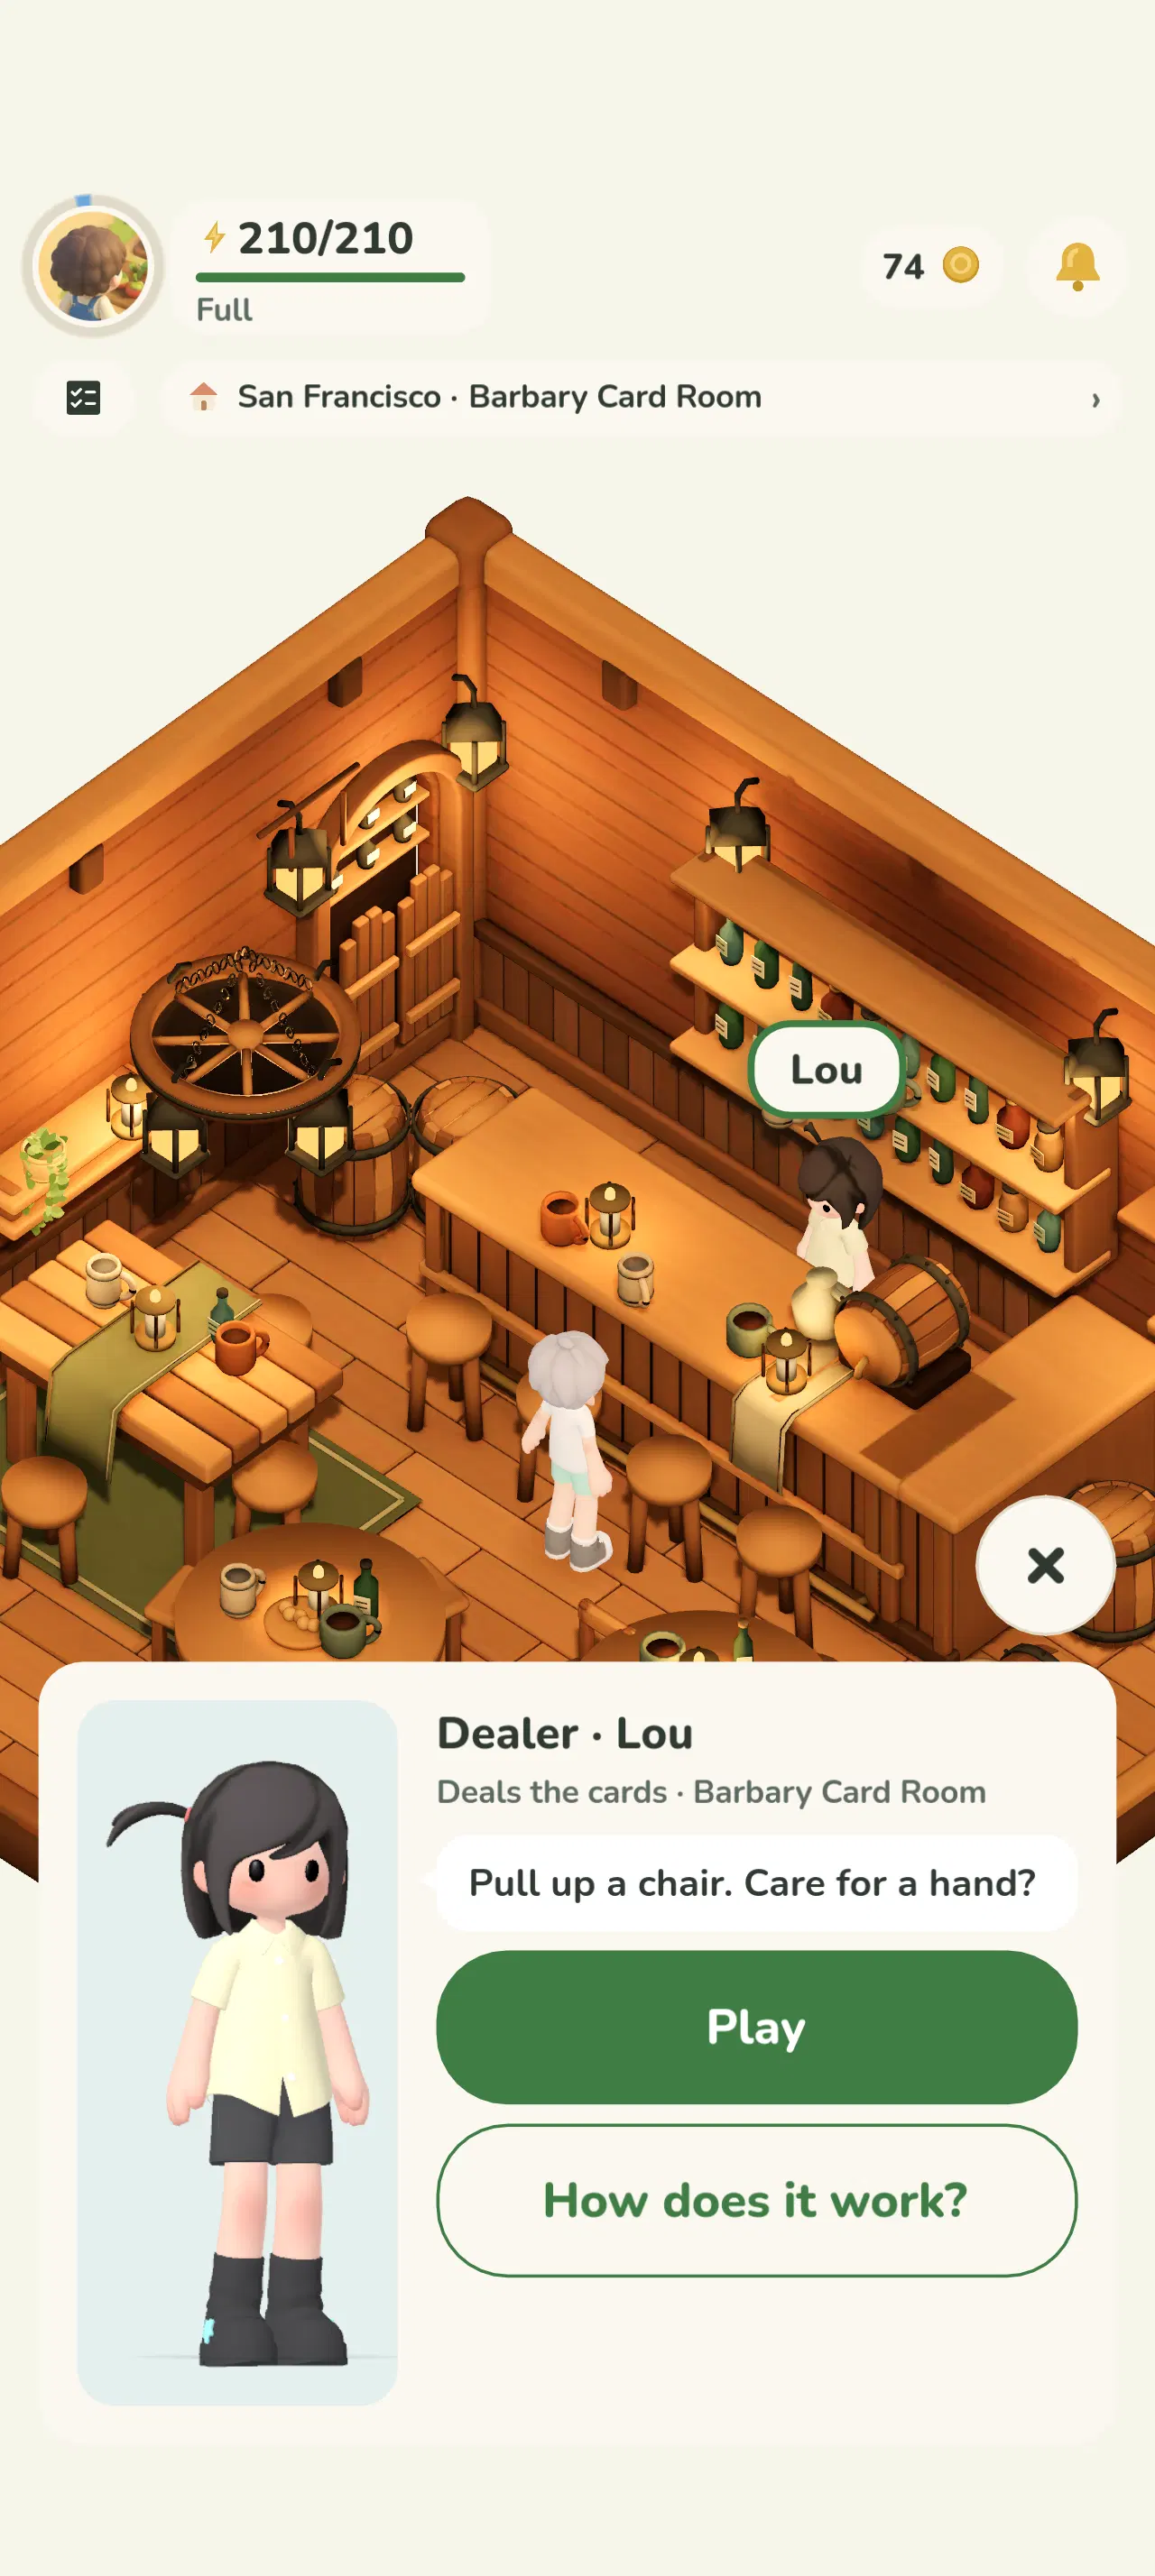 210/210
Full
74
San Francisco · Barbary Card Room
Lou
Dealer · Lou
Deals the cards · Barbary Card Room
Pull up a chair. Care for a hand?
Play
How does it work?